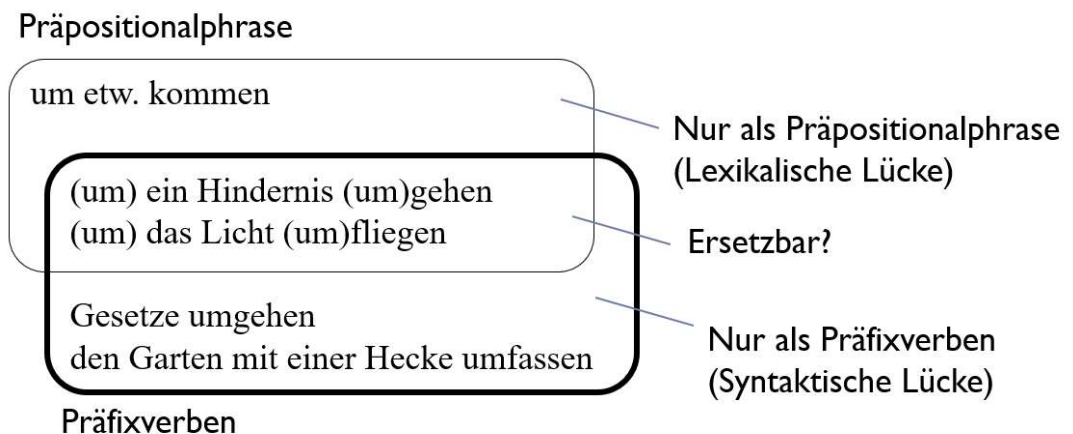 Präpositionalphrase
um etw. kommen
Nur als Präpositionalphrase
(Lexikalische Lücke)
(um) ein Hindernis (um)gehen
(um) das Licht (um)fliegen
Ersetzbar?
Gesetze umgehen
den Garten mit einer Hecke umfassen
Nur als Präfixverben
(Syntaktische Lücke)
Präfixverben